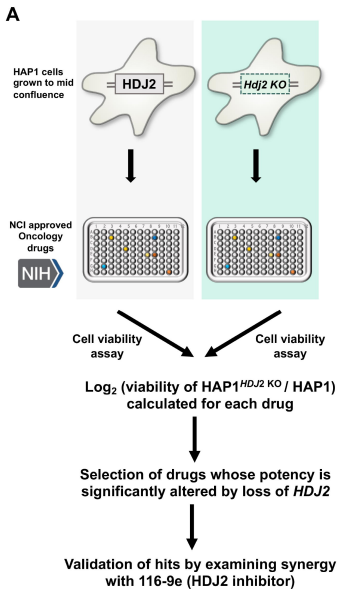 A
HAP1 cells
grown to mid
confluence
HDJ2
Hdj2 KO
NCI approved
Oncology
drugs
NIH
Cell viability
assay
Cell viability
assay
Log2 (viability of HAP1HDJ2 KO / HAP1)
calculated for each drug
Selection of drugs whose potency is
significantly altered by loss of HDJ2
Validation of hits by examining synergy
with 116-9e (HDJ2 inhibitor)